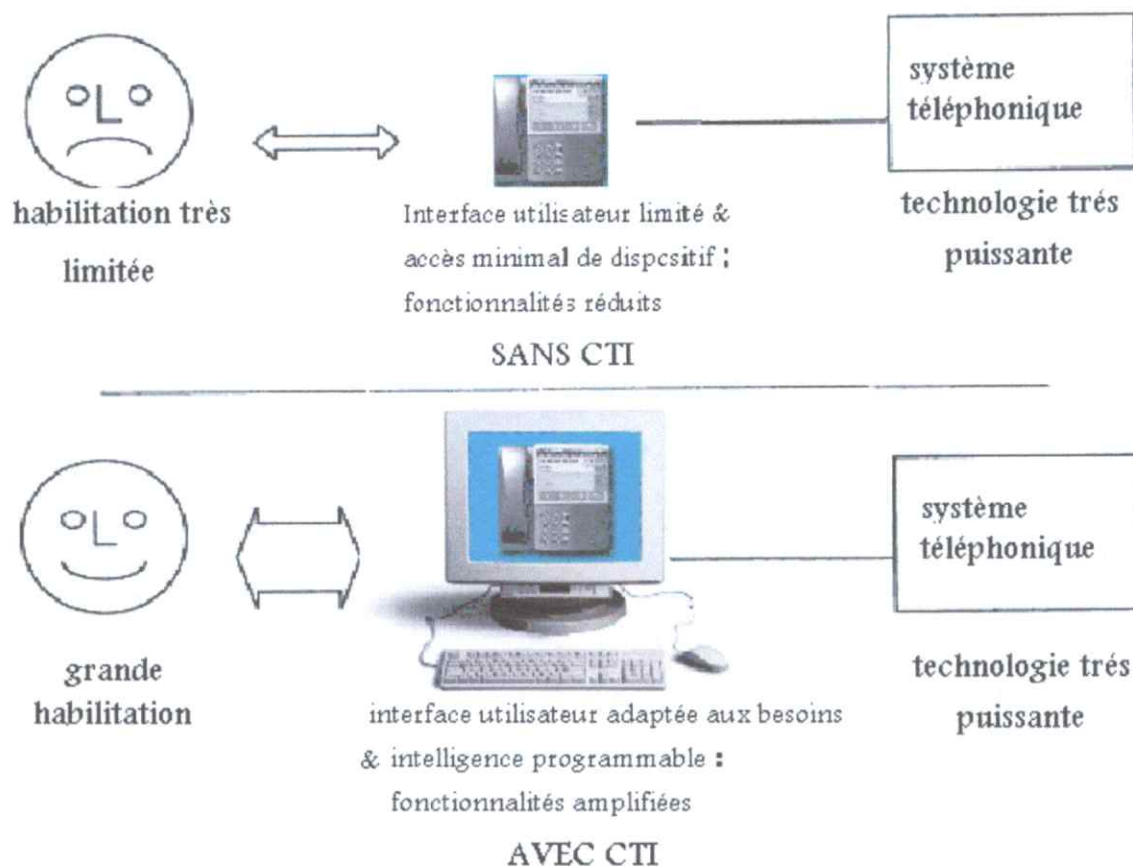 système
téléphonique
habilitation très
limitée
Interface utilisateur limité &
accès minimal de dispcsitif :
fonctionnalités réduits
technologie trés
puissante
SANS CTI
système
téléphonique
grande
habilitation
interface utilisateur adaptée aux besoins
& intelligence programmable :
fonctionnalités amplifiées
technologie trés
puissante
AVEC CTI